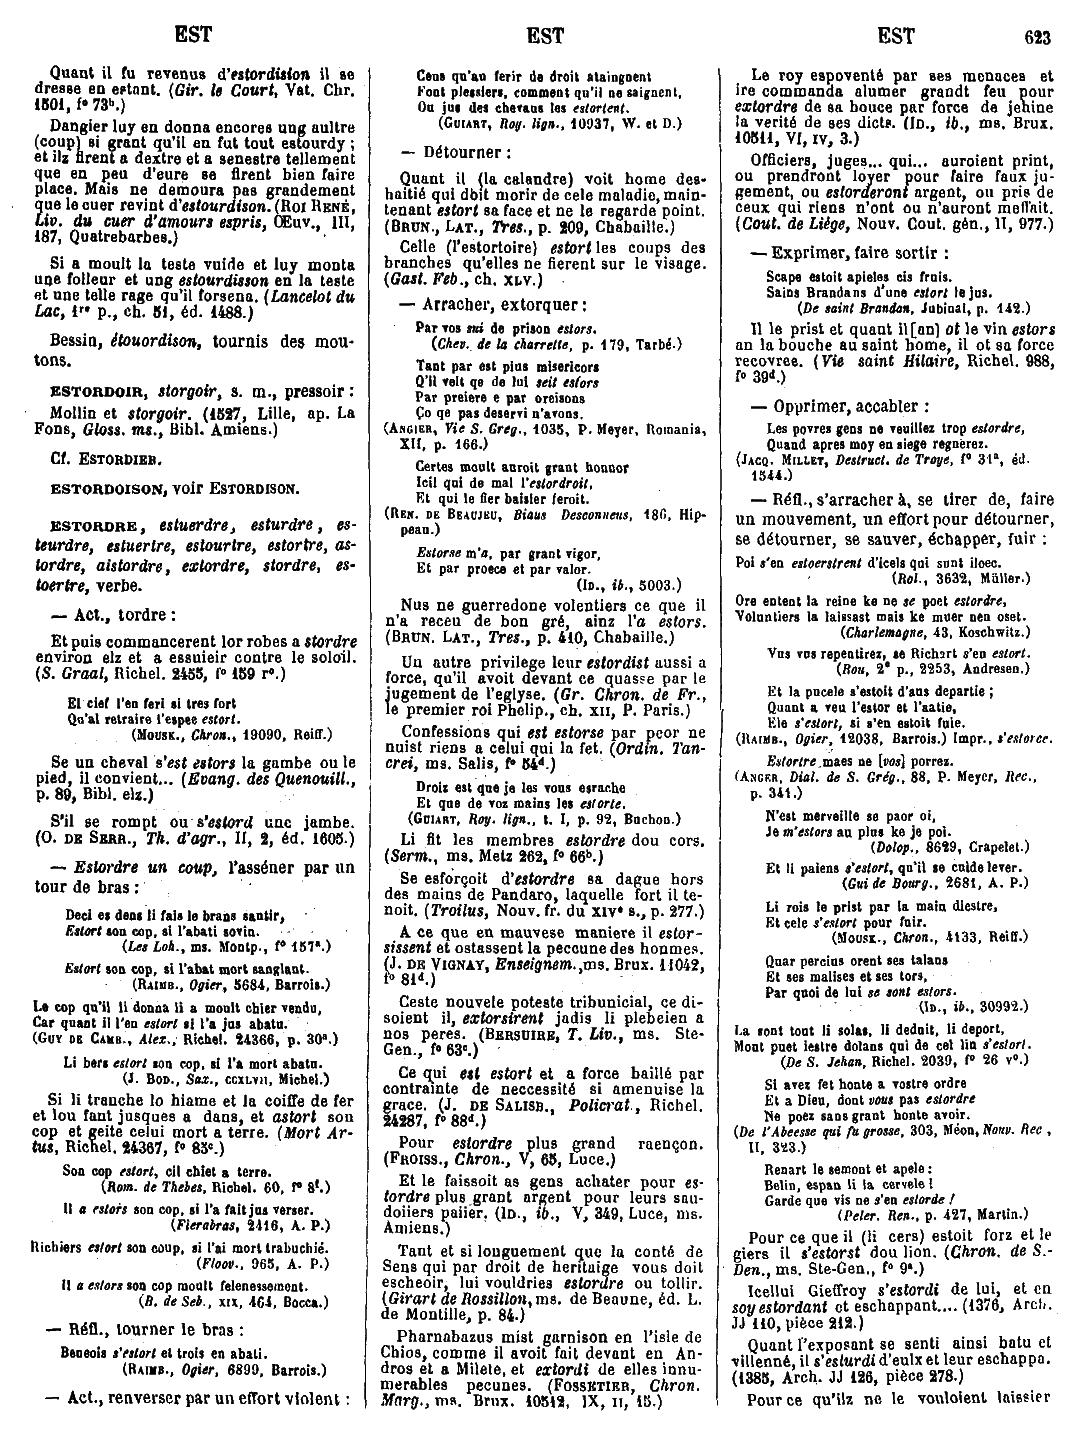 EST
EST
EST
623
Quant il fu revenus d'estordision il se
dresse en estant. (Gir. le Court, Vat. Chr.
1501, fº 73ᵇ.)
Dangier luy en donna encores ung aultre
(coup) si grant qu'il en fut tout estourdy ;
et ilz firent a dextre et a senestre tellement
que en peu d'eure se firent bien faire
place. Mais ne demoura pas grandement
que le cuer revint d'estourdison. (ROI RENÉ,
Liv. du cuer d'amours espris, Œuv., III,
187, Quatrebarbes.)
Si a moult la teste vuide et luy monta
une folleur et ung estourdisson en la teste
et une telle rage qu'il forsena. (Lancelot du
Lac, 1ʳᵉ p., ch. 51, éd. 1488.)
Bessin, étouordison, tournis des mou-
tons.
ESTORDOIR, storgoir, s. m., pressoir :
Mollin et storgoir. (1527, Lille, ap. La
Fons, Gloss. ms., Bibl. Amiens.)
Cf. ESTORDIER.
ESTORDOISON, voir ESTORDISON.
ESTORDRE, estuerdre, esturdre, es-
teurdre, estuertre, estourtre, estortre, as-
tordre, aistordre, extordre, stordre, es-
toertre, verbe.
— Act., tordre :
Et puis commancerent lor robes a stordre
environ elz et a essuieir contre le soloil.
(S. Graal, Richel. 2455, fº 159 rº.)
El cief l'en feri si tres fort
Qu'al retraire l'espee estort.
(MOUSK., Chron., 19090, Reiff.)
Se un cheval s'est estors la gambe ou le
pied, il convient... (Evang. des Quenouill.,
p. 89, Bibl. elz.)
S'il se rompt ou s'estord une jambe.
(O. DE SERR., Th. d'agr., II, 2, éd. 1605.)
— Estordre un coup, l'asséner par un
tour de bras :
Deci es dens li fais le brans santir,
Estort son cop, si l'abati sovin.
(Les Loh., ms. Montp., fº 157ᵃ.)
Estort son cop, si l'abat mort sanglant.
(RAIMB., Ogier, 5684, Barrois.)
Le cop qu'il li donna li a moult chier vendu,
Car quant il l'en estort si l'a jus abatu.
(GUY DE CAMB., Alex., Richel. 24366, p. 30ᵃ.)
Li bers estort son cop, si l'a mort abatu.
(J. BOD., Sax., CCXLVII, Michel.)
Si li tranche lo hiame et la coiffe de fer
et lou fant jusques a dans, et astort son
cop et geite celui mort a terre. (Mort Ar-
tus, Richel. 24367, fº 83ᶜ.)
Son cop estort, cil chiet a terre.
(Rom. de Thebes, Richel. 60, fº 8ᶠ.)
Il a estors son cop, si l'a fait jus verser.
(Fierabras, 2416, A. P.)
Richiers estort son coup, si l'ai mort trabuchié.
(Floov., 965, A. P.)
Il a estors son cop moult felenessement.
(B. de Seb., XIX, 464, Bocca.)
— Réfl., tourner le bras :
Beneois s'estort et trois en abati.
(RAIMB., Ogier, 6899, Barrois.)
— Act., renverser par un effort violent :
Ceus qu'au ferir de droit ataingnent
Font plessiers, comment qu'il ne saignent,
Ou jus des chevaus les estortent.
(GUIART, Roy. lign., 10937, W. et D.)
— Détourner :
Quant il (la calandre) voit home des-
haitié qui doit morir de cele maladie, main-
tenant estort sa face et ne le regarde point.
(BRUN., LAT., Tres., p. 209, Chabaille.)
Celle (l'estortoire) estort les coups des
branches qu'elles ne fierent sur le visage.
(Gast. Feb., ch. XLV.)
— Arracher, extorquer :
Par vos sui de prison estors.
(Chev. de la charrette, p. 179, Tarbé.)
Tant par est plus misericors
Q'il velt qe de lui seit estors
Par preiere e par oreisons
Ço qe pas deservi n'avons.
(ANGIER, Vie S. Greg., 1035, P. Meyer, Romania,
XII, p. 166.)
Certes moult auroit grant honnor
Icil qui de mal l'estordroit,
Et qui le fier baisier feroit.
(REN. DE BEAUJEU, Biaus Desconneus, 186, Hip-
peau.)
Estorse m'a, par grant vigor,
Et par proece et par valor.
(ID., ib., 5003.)
Nus ne guerredone volentiers ce que il
n'a receu de bon gré, ainz l'a estors.
(BRUN. LAT., Tres., p. 410, Chabaille.)
Un autre privilege leur estordist aussi a
force, qu'il avoit devant ce quasse par le
jugement de l'eglyse. (Gr. Chron. de Fr.,
le premier roi Phelip., ch. XII, P. Paris.)
Confessions qui est estorse par peor ne
nuist riens a celui qui la fet. (Ordin. Tan-
crei, ms. Salis, fº 54ᵈ.)
Droiz est que je les vous esrache
Et que de voz mains les estorte.
(GUIART, Roy. lign., t. I, p. 92, Buchon.)
Li fit les membres estordre dou cors.
(Serm., ms. Metz 262, fº 66ᵇ.)
Se esforçoit d'estordre sa dague hors
des mains de Pandaro, laquelle fort il te-
noit. (Troilus, Nouv. fr. du XIVᵉ s., p. 277.)
A ce que en mauvese maniere il estor-
sissent et ostassent la peccune des honmes.
(J. DE VIGNAY, Enseignem., ms. Brux. 11042,
fº 81ᵈ.)
Ceste nouvele poteste tribunicial, ce di-
soient il, extorsirent jadis li plebeien a
nos peres. (BERSUIRE, T. Liv., ms. Ste-
Gen., fº 63ᶜ.)
Ce qui est estort et a force baillé par
contrainte de neccessité si amenuise la
grace. (J. DE SALISB., Policrat., Richel.
24287, fº 88ᵈ.)
Pour estordre plus grand raençon.
(FROISS., Chron., V, 65, Luce.)
Et le faissoit as gens achater pour es-
tordre plus grant argent pour leurs sau-
doiiers paiier. (ID., ib., V, 349, Luce, ms.
Amiens.)
Tant et si louguement que la conté de
Sens qui par droit de heritaige vous doit
escheoir, lui vouldries estordre ou tollir.
(Girart de Rossillon, ms. de Beaune, éd. L.
de Montille, p. 84.)
Pharnabazus mist garnison en l'isle de
Chios, comme il avoit fait devant en An-
dros et a Milete, et extordi de elles innu-
merables pecunes. (FOSSETIER, Chron.
Marg., ms. Brux. 10512, IX, II, 15.)
Le roy espoventé par ses menaces et
ire commanda alumer grandt feu pour
extordre de sa bouce par force de jehine
la verité de ses dicts. (ID., ib., ms. Brux.
10511, VI, IV, 3.)
Officiers, juges... qui... auroient print,
ou prendront loyer pour faire faux ju-
gement, ou estorderont argent, ou pris de
ceux qui riens n'ont ou n'auront meffait.
(Cout. de Liège, Nouv. Cout. gén., II, 977.)
— Exprimer, faire sortir :
Scape estoit apieles cis fruis.
Sains Brandans d'une estort le jus.
(De saint Brandan, Jubinal, p. 142.)
Il le prist et quant il [an] ot le vin estors
an la bouche au saint home, il ot sa force
recovree. (Vie saint Hilaire, Richel. 988,
fº 39ᵈ.)
— Opprimer, accabler :
Les povres gens ne veuillez trop estordre,
Quand apres moy en siege regnerez.
(JACQ. MILLET, Destruct. de Troye, fº 31ᵃ, éd.
1544.)
— Réfl., s'arracher à, se tirer de, faire
un mouvement, un effort pour détourner,
se détourner, se sauver, échapper, fuir :
Poi s'en estoerstrent d'icels qui sunt iloec.
(Rol., 3632, Müller.)
Ore entent la reine ke ne se poet estordre,
Voluntiers la laissast mais ke muer nen oset.
(Charlemagne, 43, Koschwitz.)
Vus vus repentirez, se Richart s'en estort.
(Rou, 2ᵉ p., 2253, Andresen.)
Et la pucele s'estoit d'aus departie ;
Quant a veu l'estor et l'aatie,
Ele s'estort, si s'en estoit fuie.
(RAIMB., Ogier, 12038, Barrois.) Impr., s'estorce.
Estortre maes ne [vos] porrez.
(ANGER, Dial. de S. Grég., 88, P. Meyer, Rec.,
p. 341.)
N'est merveille se paor oi,
Je m'estors au plus ke je poi.
(Dolop., 8629, Crapelet.)
Et li paiens s'estort, qu'il se cuide lever.
(Gui de Bourg., 2681, A. P.)
Li rois le prist par la main diestre,
Et cele s'estort pour fuir.
(MOUSK., Chron., 4133, Reiff.)
Quar percius orent ses talans
Et ses malises et ses tors,
Par quoi de lui se sont estors.
(ID., ib., 30992.)
La sont tout li solas, li deduit, li deport,
Mout puet iestre dolans qui de cel liu s'estort.
(De S. Jehan, Richel. 2039, fº 26 vº.)
Si avez fet honte a vostre ordre
Et a Dieu, dont vous pas estordre
Ne poez sans grant honte avoir.
(De l'Abeesse qui fu grosse, 303, Méon, Nouv. Rec,
II, 323.)
Renart le semont et apele :
Belin, espan li ta cervele !
Garde que vis ne s'en estorde !
(Peler. Ren., p. 427, Martin.)
Pour ce que il (li cers) estoit forz et le
giers il s'estorst dou lion. (Chron. de S.-
Den., ms. Ste-Gen., fº 9ᵃ.)
Icellui Gieffroy s'estordi de lui, et en
soy estordant et eschappant.... (1376, Arch.
JJ 110, pièce 212.)
Quant l'exposant se senti ainsi batu et
villenné, il s'esturdi d'eulx et leur eschappa.
(1385, Arch. JJ 126, pièce 278.)
Pour ce qu'ilz ne le vouloient laissier